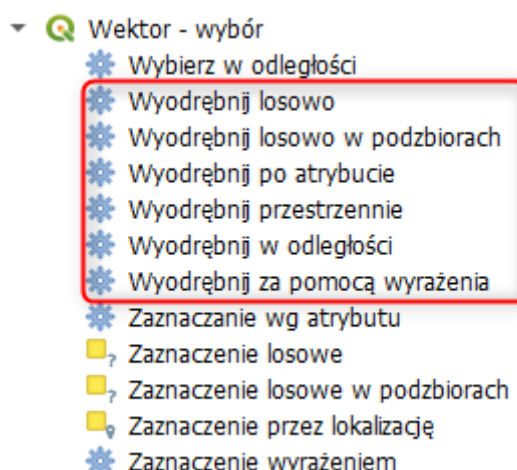 Wektor - wybór
Wybierz w odległości
Wyodrębnij losowo
Wyodrębnij losowo w podzbiorach
Wyodrębnij po atrybucie
Wyodrębnij przestrzennie
Wyodrębnij w odległości
Wyodrębnij za pomocą wyrażenia
Zaznaczanie wg atrybutu
Zaznaczenie losowe
Zaznaczenie losowe w podzbiorach
Zaznaczenie przez lokalizację
Zaznaczenie wyrażeniem